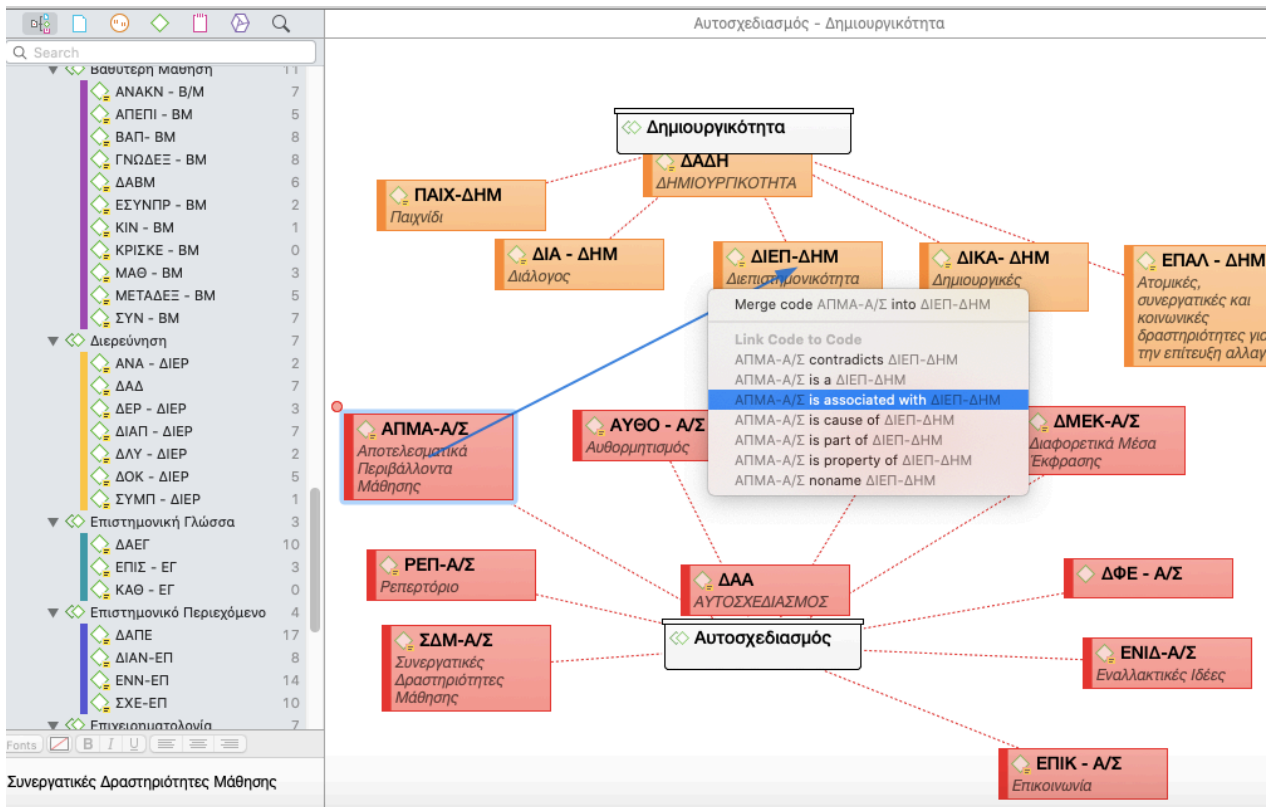 Αυτοσχεδιασμός - Δημιουργικότητα
Search
Βαθύτερη Μάθηση 11
ΑΝΑΚΝ - Β/Μ 7
ΑΠΕΠΙ - ΒΜ 5
ΒΑΠ- ΒΜ 8
ΓΝΩΔΕΞ - ΒΜ 8
ΔΑΒΜ 6
ΕΣΥΝΠΡ - ΒΜ 2
ΚΙΝ - ΒΜ 1
ΚΡΙΣΚΕ - ΒΜ 0
ΜΑΘ - ΒΜ 3
ΜΕΤΑΔΕΞ - ΒΜ 5
ΣΥΝ - ΒΜ 7
Διερεύνηση 7
ΑΝΑ - ΔΙΕΡ 2
ΔΑΔ 7
ΔΕΡ - ΔΙΕΡ 3
ΔΙΑΠ - ΔΙΕΡ 7
ΔΛΥ - ΔΙΕΡ 2
ΔΟΚ - ΔΙΕΡ 5
ΣΥΜΠ - ΔΙΕΡ 1
Επιστημονική Γλώσσα 3
ΔΑΕΓ 10
ΕΠΙΣ - ΕΓ 3
ΚΑΘ - ΕΓ 0
Επιστημονικό Περιεχόμενο 4
ΔΑΠΕ 17
ΔΙΑΝ-ΕΠ 8
ΕΝΝ-ΕΠ 14
ΣΧΕ-ΕΠ 10
Επιχειρηματολογία 7
Fonts B I U
Συνεργατικές Δραστηριότητες Μάθησης
Δημιουργικότητα
ΔΑΔΗ
ΔΗΜΙΟΥΡΓΙΚΟΤΗΤΑ
ΠΑΙΧ-ΔΗΜ
Παιχνίδι
ΔΙΑ - ΔΗΜ
Διάλογος
ΔΙΕΠ-ΔΗΜ
Διεπιστημονικότητα
ΔΙΚΑ- ΔΗΜ
Δημιουργικές
ΕΠΑΛ - ΔΗΜ
Ατομικές,
συνεργατικές και
κοινωνικές
δραστηριότητες για
την επίτευξη αλλαγ
Merge code ΑΠΜΑ-Α/Σ into ΔΙΕΠ-ΔΗΜ
Link Code to Code
ΑΠΜΑ-Α/Σ contradicts ΔΙΕΠ-ΔΗΜ
ΑΠΜΑ-Α/Σ is a ΔΙΕΠ-ΔΗΜ
ΑΠΜΑ-Α/Σ is associated with ΔΙΕΠ-ΔΗΜ
ΑΠΜΑ-Α/Σ is cause of ΔΙΕΠ-ΔΗΜ
ΑΠΜΑ-Α/Σ is part of ΔΙΕΠ-ΔΗΜ
ΑΠΜΑ-Α/Σ is property of ΔΙΕΠ-ΔΗΜ
ΑΠΜΑ-Α/Σ noname ΔΙΕΠ-ΔΗΜ
ΑΠΜΑ-Α/Σ
Αποτελεσματικά
Περιβάλλοντα
Μάθησης
ΑΥΘΟ - Α/Σ
Αυθορμητισμός
ΔΜΕΚ-Α/Σ
Διαφορετικά Μέσα
Έκφρασης
ΡΕΠ-Α/Σ
Ρεπερτόριο
ΔΑΑ
ΑΥΤΟΣΧΕΔΙΑΣΜΟΣ
ΔΦΕ - Α/Σ
Αυτοσχεδιασμός
ΣΔΜ-Α/Σ
Συνεργατικές
Δραστηριότητες
Μάθησης
ΕΝΙΔ-Α/Σ
Εναλλακτικές Ιδέες
ΕΠΙΚ - Α/Σ
Επικοινωνία